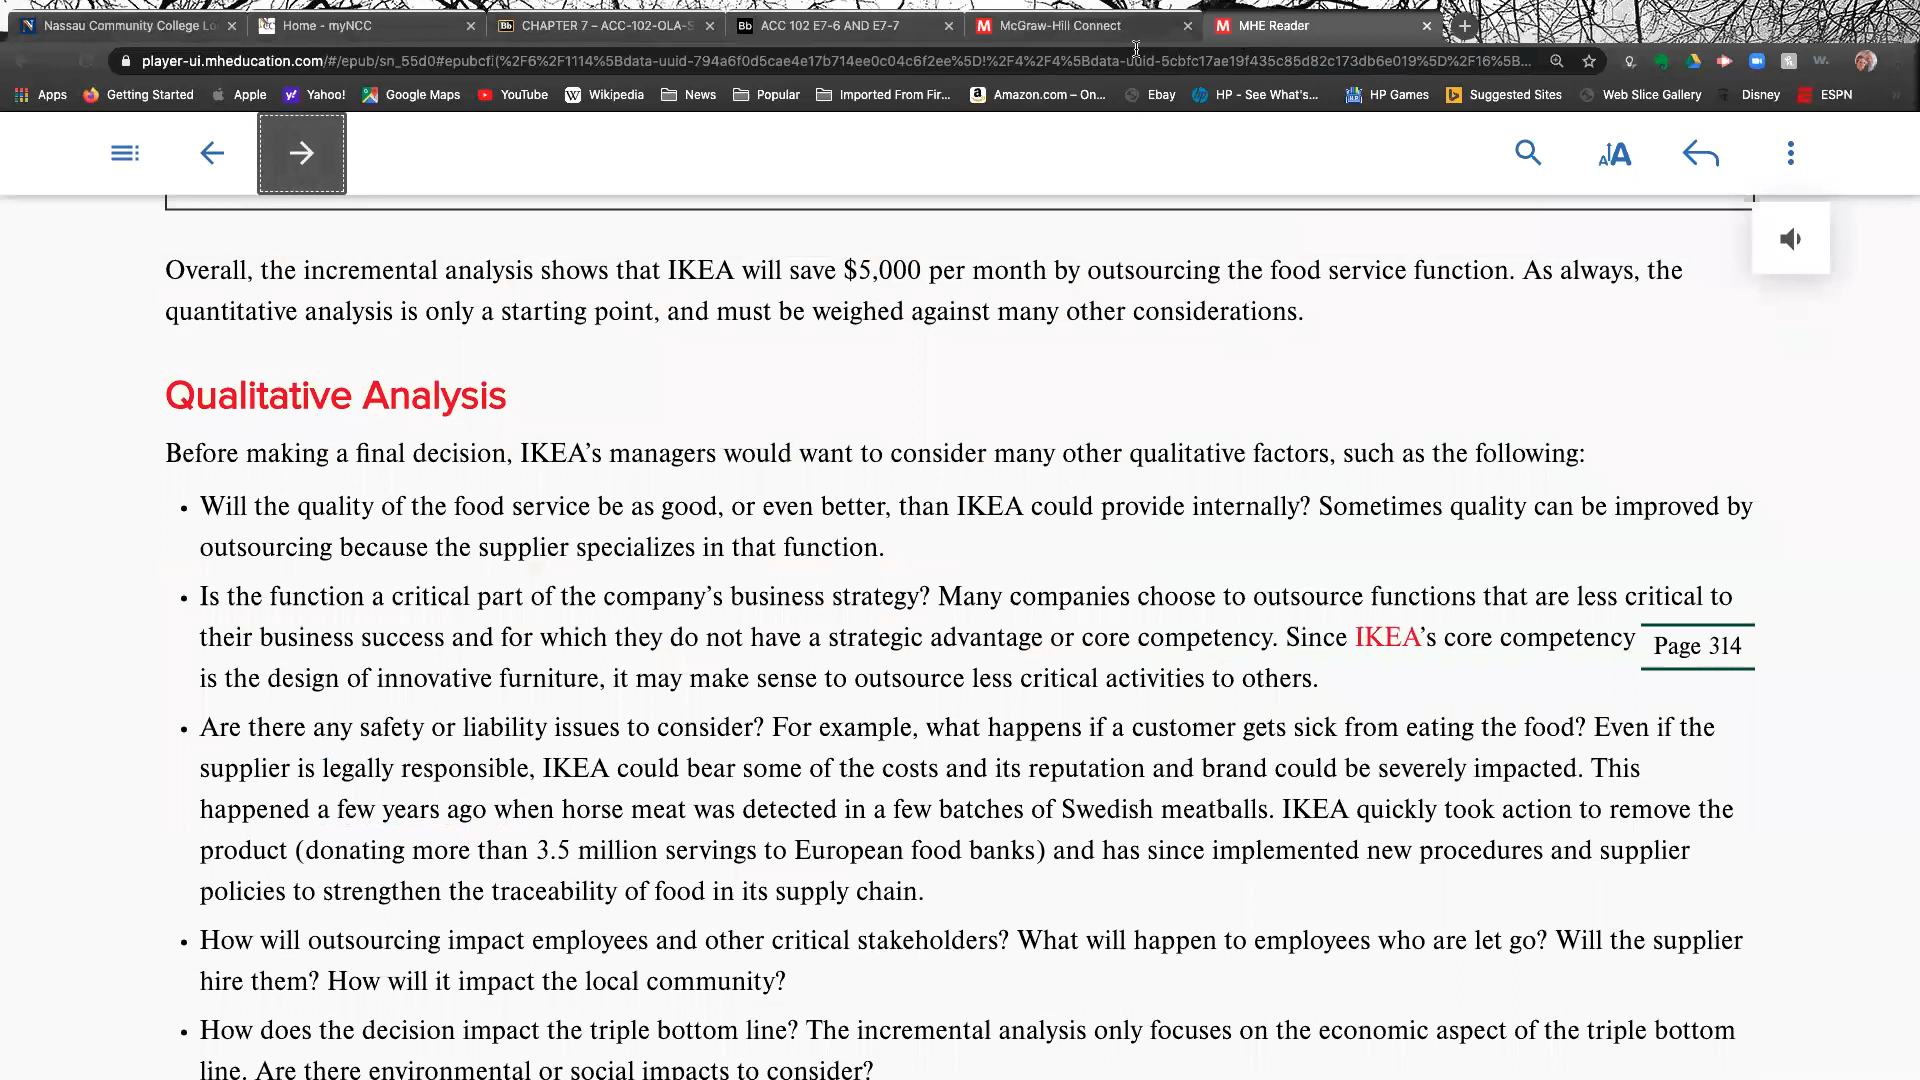 Nassau Community College Lo
Home - myNCC
CHAPTER 7 – ACC-102-OLA-S
ACC 102 E7-6 AND E7-7
McGraw-Hill Connect
MHE Reader
player-ui.mheducation.com/#/epub/sn_55d0#epubcfi(%2F6%2F1114%5Bdata-uuid-794a6f0d5cae4e17b714ee0c04c6f2ee%5D!%2F4%2F4%5Bdata-uuid-5cbfc17ae19f435c85d82c173db6e019%5D%2F16%5B...
Apps Getting Started Apple Yahoo! Google Maps YouTube Wikipedia News Popular Imported From Fir... Amazon.com – On... Ebay HP - See What's... HP Games Suggested Sites Web Slice Gallery Disney ESPN
Overall, the incremental analysis shows that IKEA will save $5,000 per month by outsourcing the food service function. As always, the
quantitative analysis is only a starting point, and must be weighed against many other considerations.
Qualitative Analysis
Before making a final decision, IKEA’s managers would want to consider many other qualitative factors, such as the following:
• Will the quality of the food service be as good, or even better, than IKEA could provide internally? Sometimes quality can be improved by
outsourcing because the supplier specializes in that function.
• Is the function a critical part of the company’s business strategy? Many companies choose to outsource functions that are less critical to
their business success and for which they do not have a strategic advantage or core competency. Since IKEA’s core competency
Page 314
is the design of innovative furniture, it may make sense to outsource less critical activities to others.
• Are there any safety or liability issues to consider? For example, what happens if a customer gets sick from eating the food? Even if the
supplier is legally responsible, IKEA could bear some of the costs and its reputation and brand could be severely impacted. This
happened a few years ago when horse meat was detected in a few batches of Swedish meatballs. IKEA quickly took action to remove the
product (donating more than 3.5 million servings to European food banks) and has since implemented new procedures and supplier
policies to strengthen the traceability of food in its supply chain.
• How will outsourcing impact employees and other critical stakeholders? What will happen to employees who are let go? Will the supplier
hire them? How will it impact the local community?
• How does the decision impact the triple bottom line? The incremental analysis only focuses on the economic aspect of the triple bottom
line. Are there environmental or social impacts to consider?